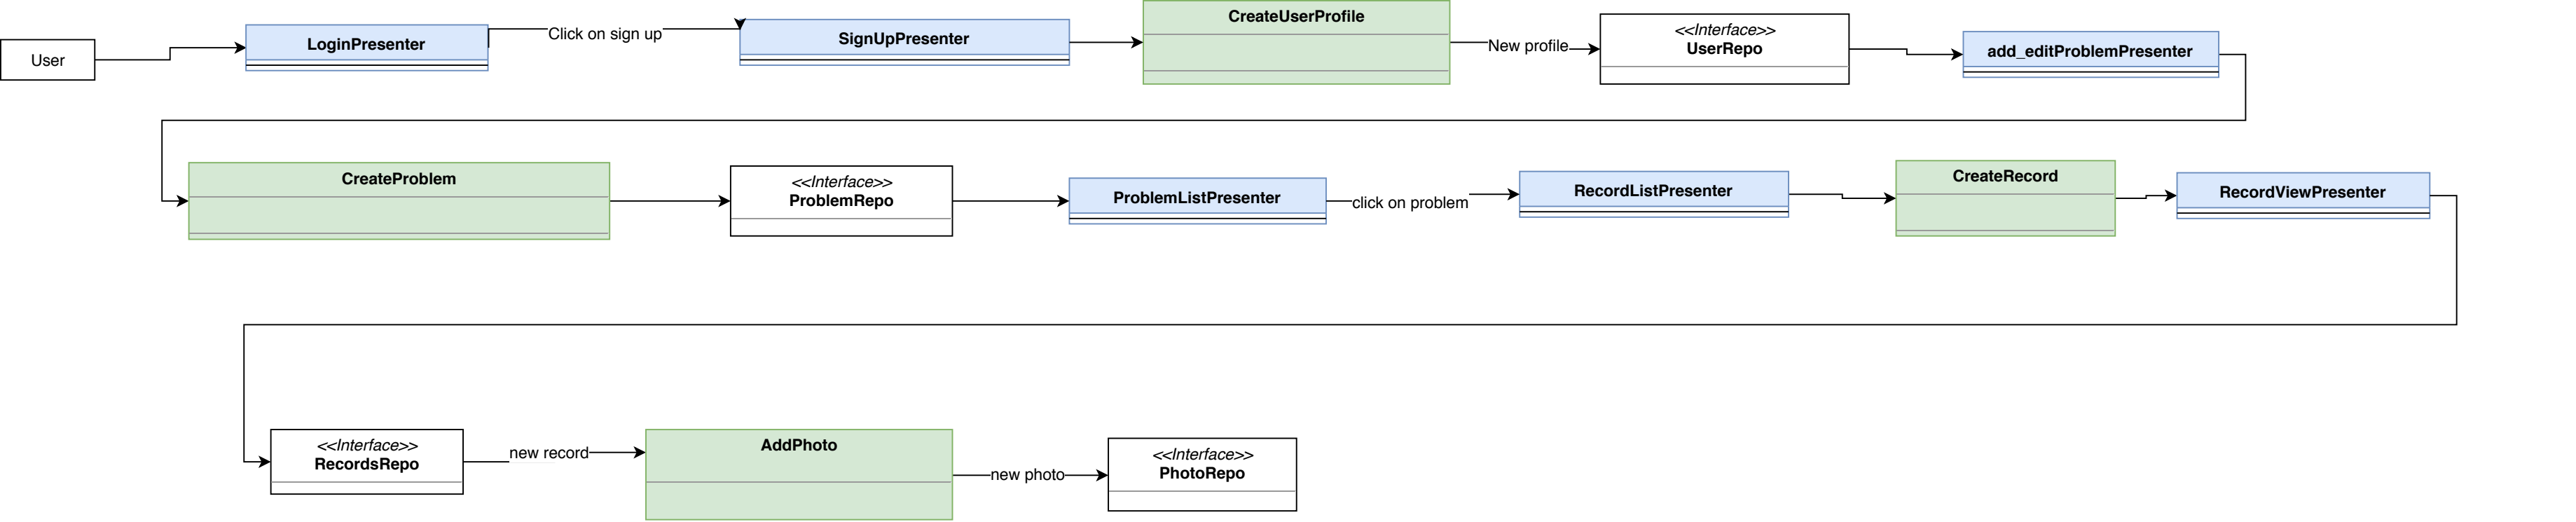 User
LoginPresenter
Click on sign up
SignUpPresenter
CreateUserProfile
New profile
<<Interface>>
UserRepo
add_editProblemPresenter
CreateProblem
<<Interface>>
ProblemRepo
ProblemListPresenter
click on problem
RecordListPresenter
CreateRecord
RecordViewPresenter
<<Interface>>
RecordsRepo
new record
AddPhoto
new photo
<<Interface>>
PhotoRepo